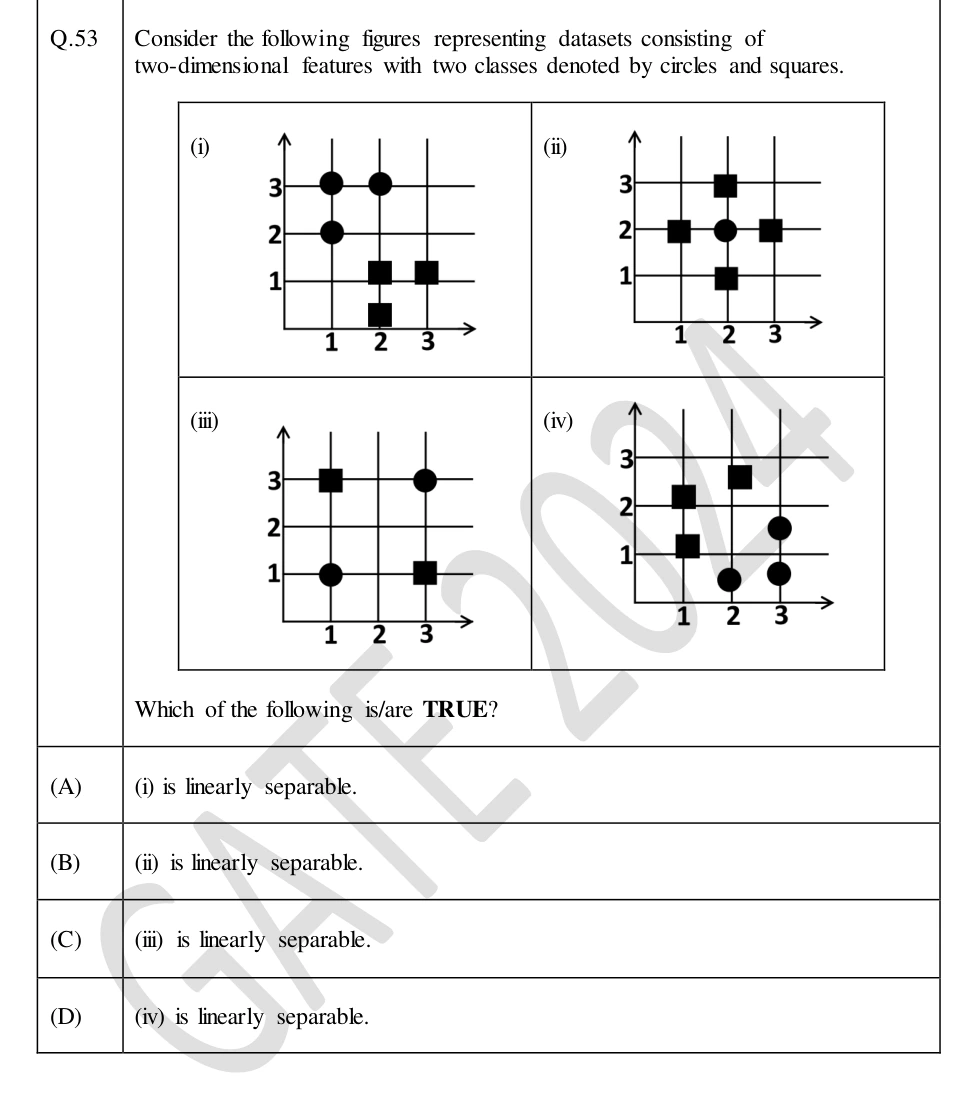 Q.53 Consider the following figures representing datasets consisting of
two-dimensional features with two classes denoted by circles and squares.
(i)
3
2
1
1 2 3
(ii)
3
2
1
1 2 3
(iii)
3
2
1
1 2 3
(iv)
3
2
1
1 2 3
Which of the following is/are TRUE?
(A) (i) is linearly separable.
(B) (ii) is linearly separable.
(C) (iii) is linearly separable.
(D) (iv) is linearly separable.
GATE 2024